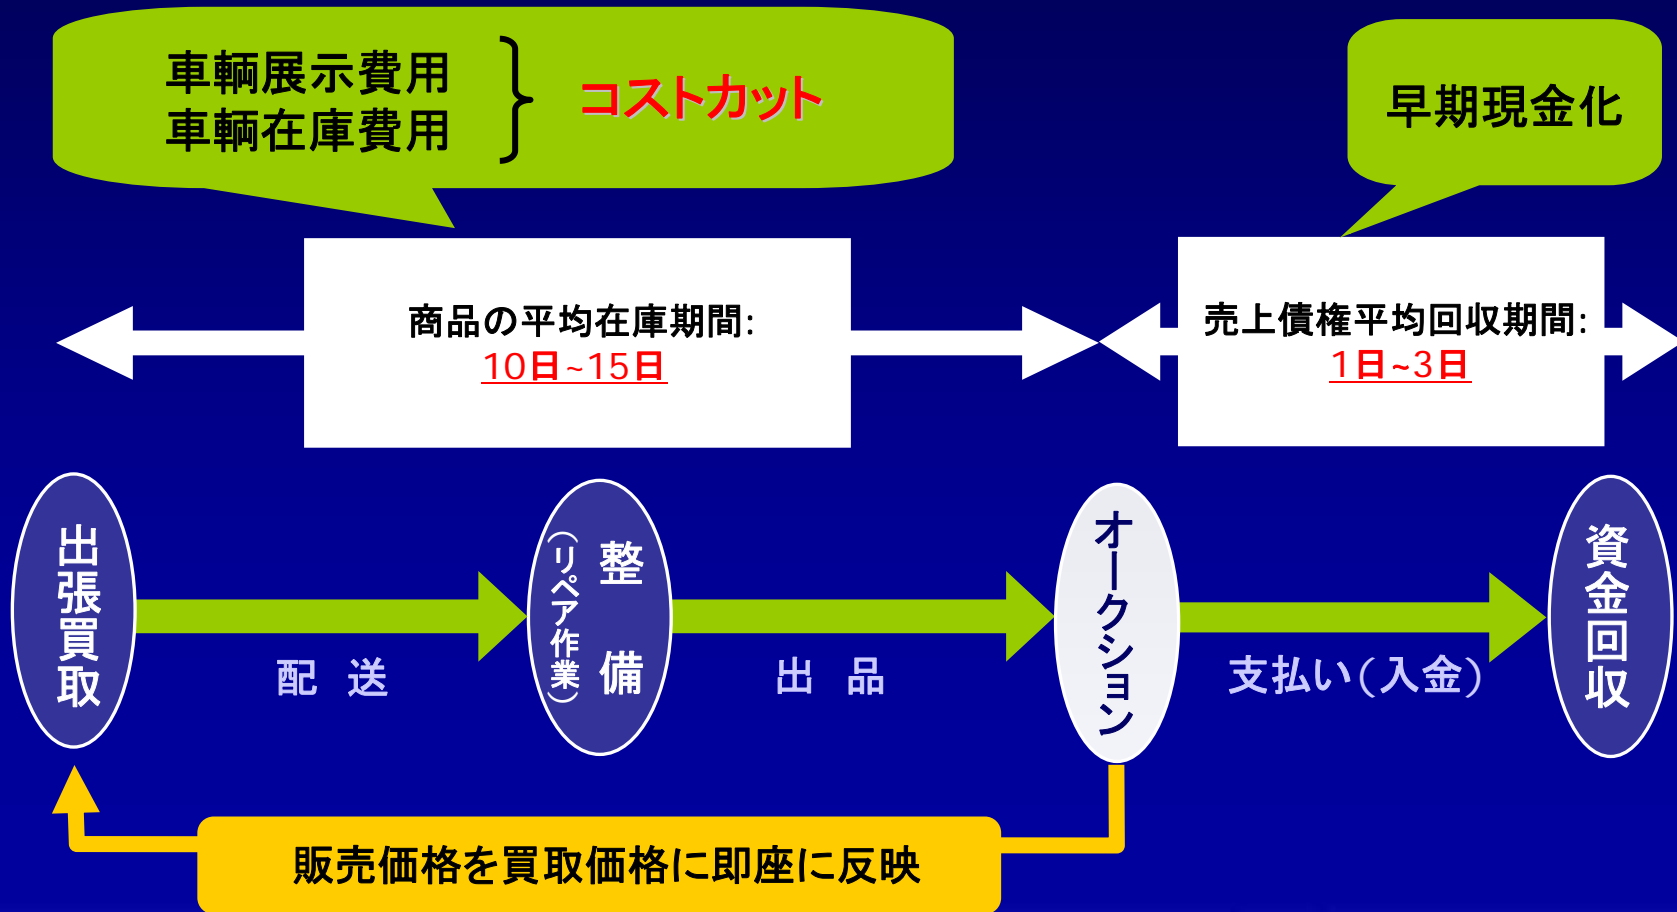 車輌展示費用
車輌在庫費用
コストカット
早期現金化
商品の平均在庫期間:
10日~15日
売上債権平均回収期間:
1日~3日
出張買取
配 送
整 備
(リペア作業)
出 品
オークション
支払い(入金)
資金回収
販売価格を買取価格に即座に反映